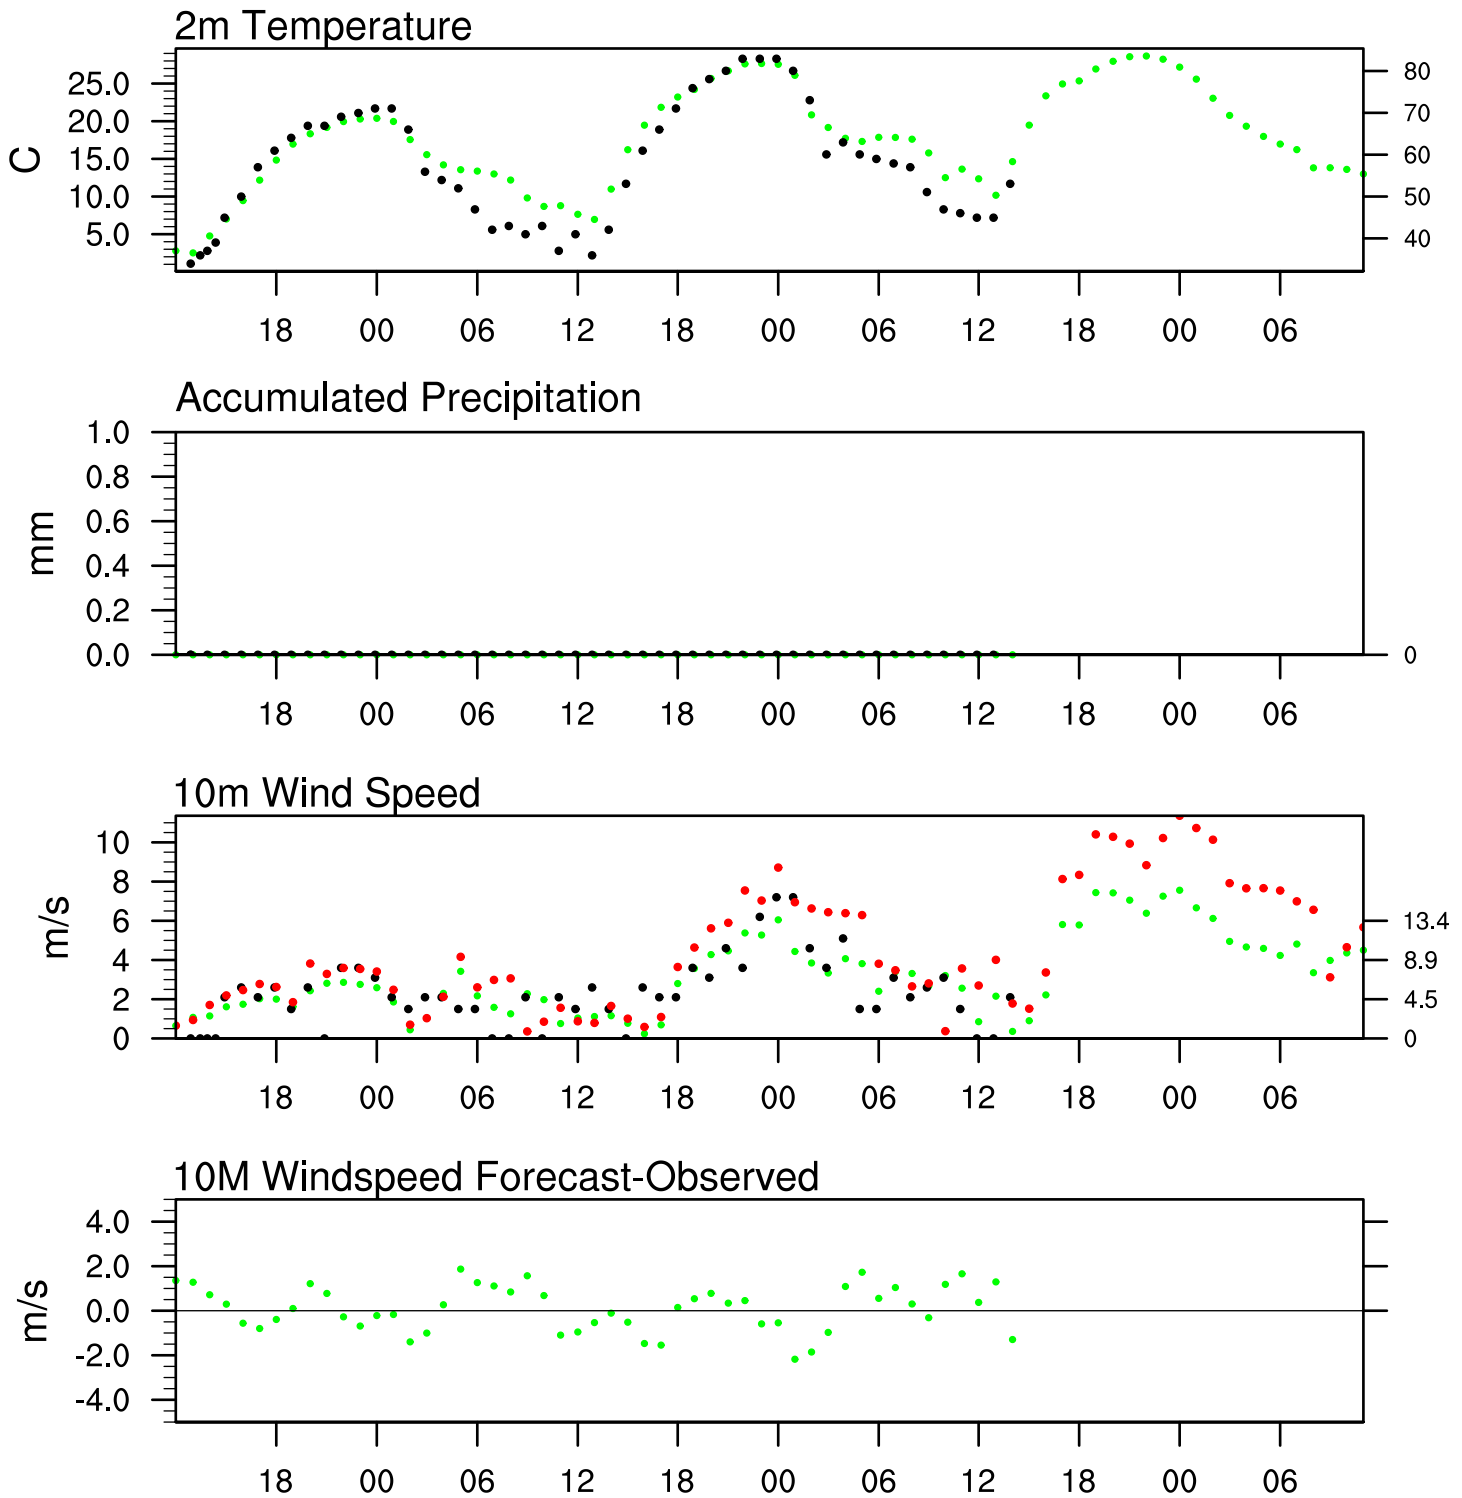 2m Temperature
25.0
20.0
15.0
10.0
5.0
C
80
70
60
50
40
18 00 06 12 18 00 06 12 18 00 06
Accumulated Precipitation
1.0
0.8
0.6
0.4
0.2
0.0
mm
0
18 00 06 12 18 00 06 12 18 00 06
10m Wind Speed
10
8
6
4
2
0
m/s
13.4
8.9
4.5
0
18 00 06 12 18 00 06 12 18 00 06
10M Windspeed Forecast-Observed
4.0
2.0
0.0
-2.0
-4.0
m/s
18 00 06 12 18 00 06 12 18 00 06